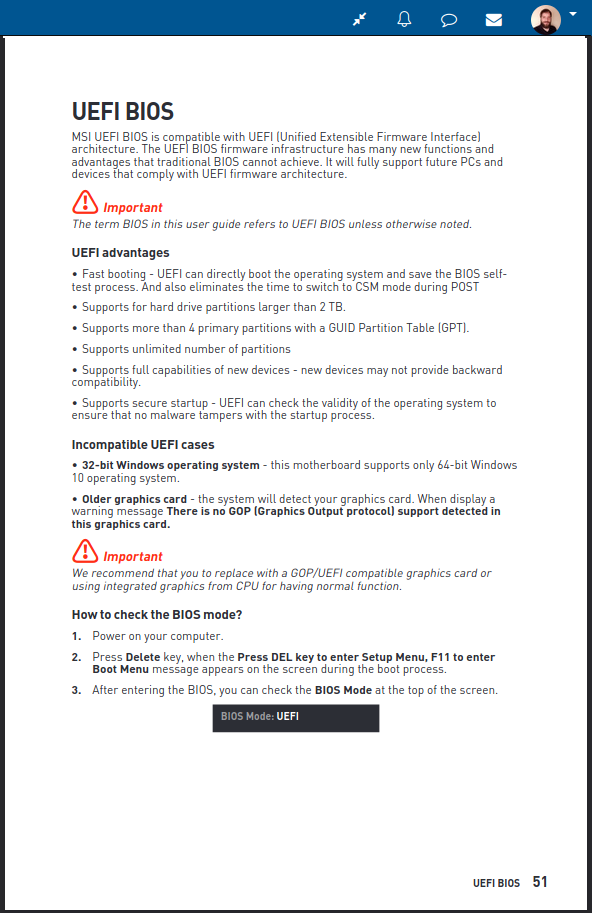 UEFI BIOS
MSI UEFI BIOS is compatible with UEFI (Unified Extensible Firmware Interface)
architecture. The UEFI BIOS firmware infrastructure has many new functions and
advantages that traditional BIOS cannot achieve. It will fully support future PCs and
devices that comply with UEFI firmware architecture.
Important
The term BIOS in this user guide refers to UEFI BIOS unless otherwise noted.
UEFI advantages
• Fast booting - UEFI can directly boot the operating system and save the BIOS self-
test process. And also eliminates the time to switch to CSM mode during POST
• Supports for hard drive partitions larger than 2 TB.
• Supports more than 4 primary partitions with a GUID Partition Table (GPT).
• Supports unlimited number of partitions
• Supports full capabilities of new devices - new devices may not provide backward
compatibility.
• Supports secure startup - UEFI can check the validity of the operating system to
ensure that no malware tampers with the startup process.
Incompatible UEFI cases
• 32-bit Windows operating system - this motherboard supports only 64-bit Windows
10 operating system.
• Older graphics card - the system will detect your graphics card. When display a
warning message There is no GOP (Graphics Output protocol) support detected in
this graphics card.
Important
We recommend that you to replace with a GOP/UEFI compatible graphics card or
using integrated graphics from CPU for having normal function.
How to check the BIOS mode?
1. Power on your computer.
2. Press Delete key, when the Press DEL key to enter Setup Menu, F11 to enter
Boot Menu message appears on the screen during the boot process.
3. After entering the BIOS, you can check the BIOS Mode at the top of the screen.
BIOS Mode: UEFI
UEFI BIOS 51